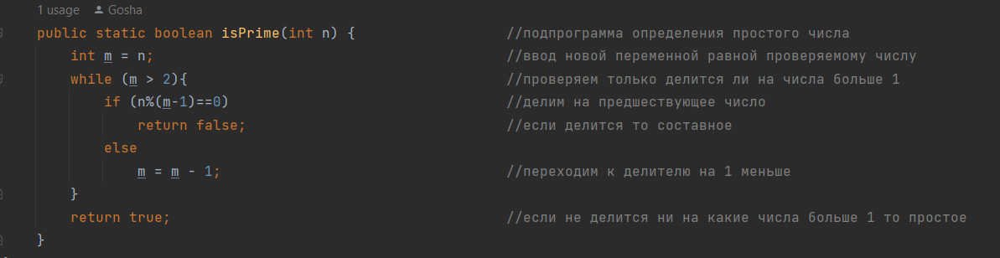 1 usage Gosha
public static boolean isPrime(int n) { //подпрограмма определения простого числа
int m = n; //ввод новой переменной равной проверяемому числу
while (m > 2){ //проверяем только делится ли на числа больше 1
if (n%(m-1)==0) //делим на предшествующее число
return false; //если делится то составное
else
m = m - 1; //переходим к делителю на 1 меньше
}
return true; //если не делится ни на какие числа больше 1 то простое
}